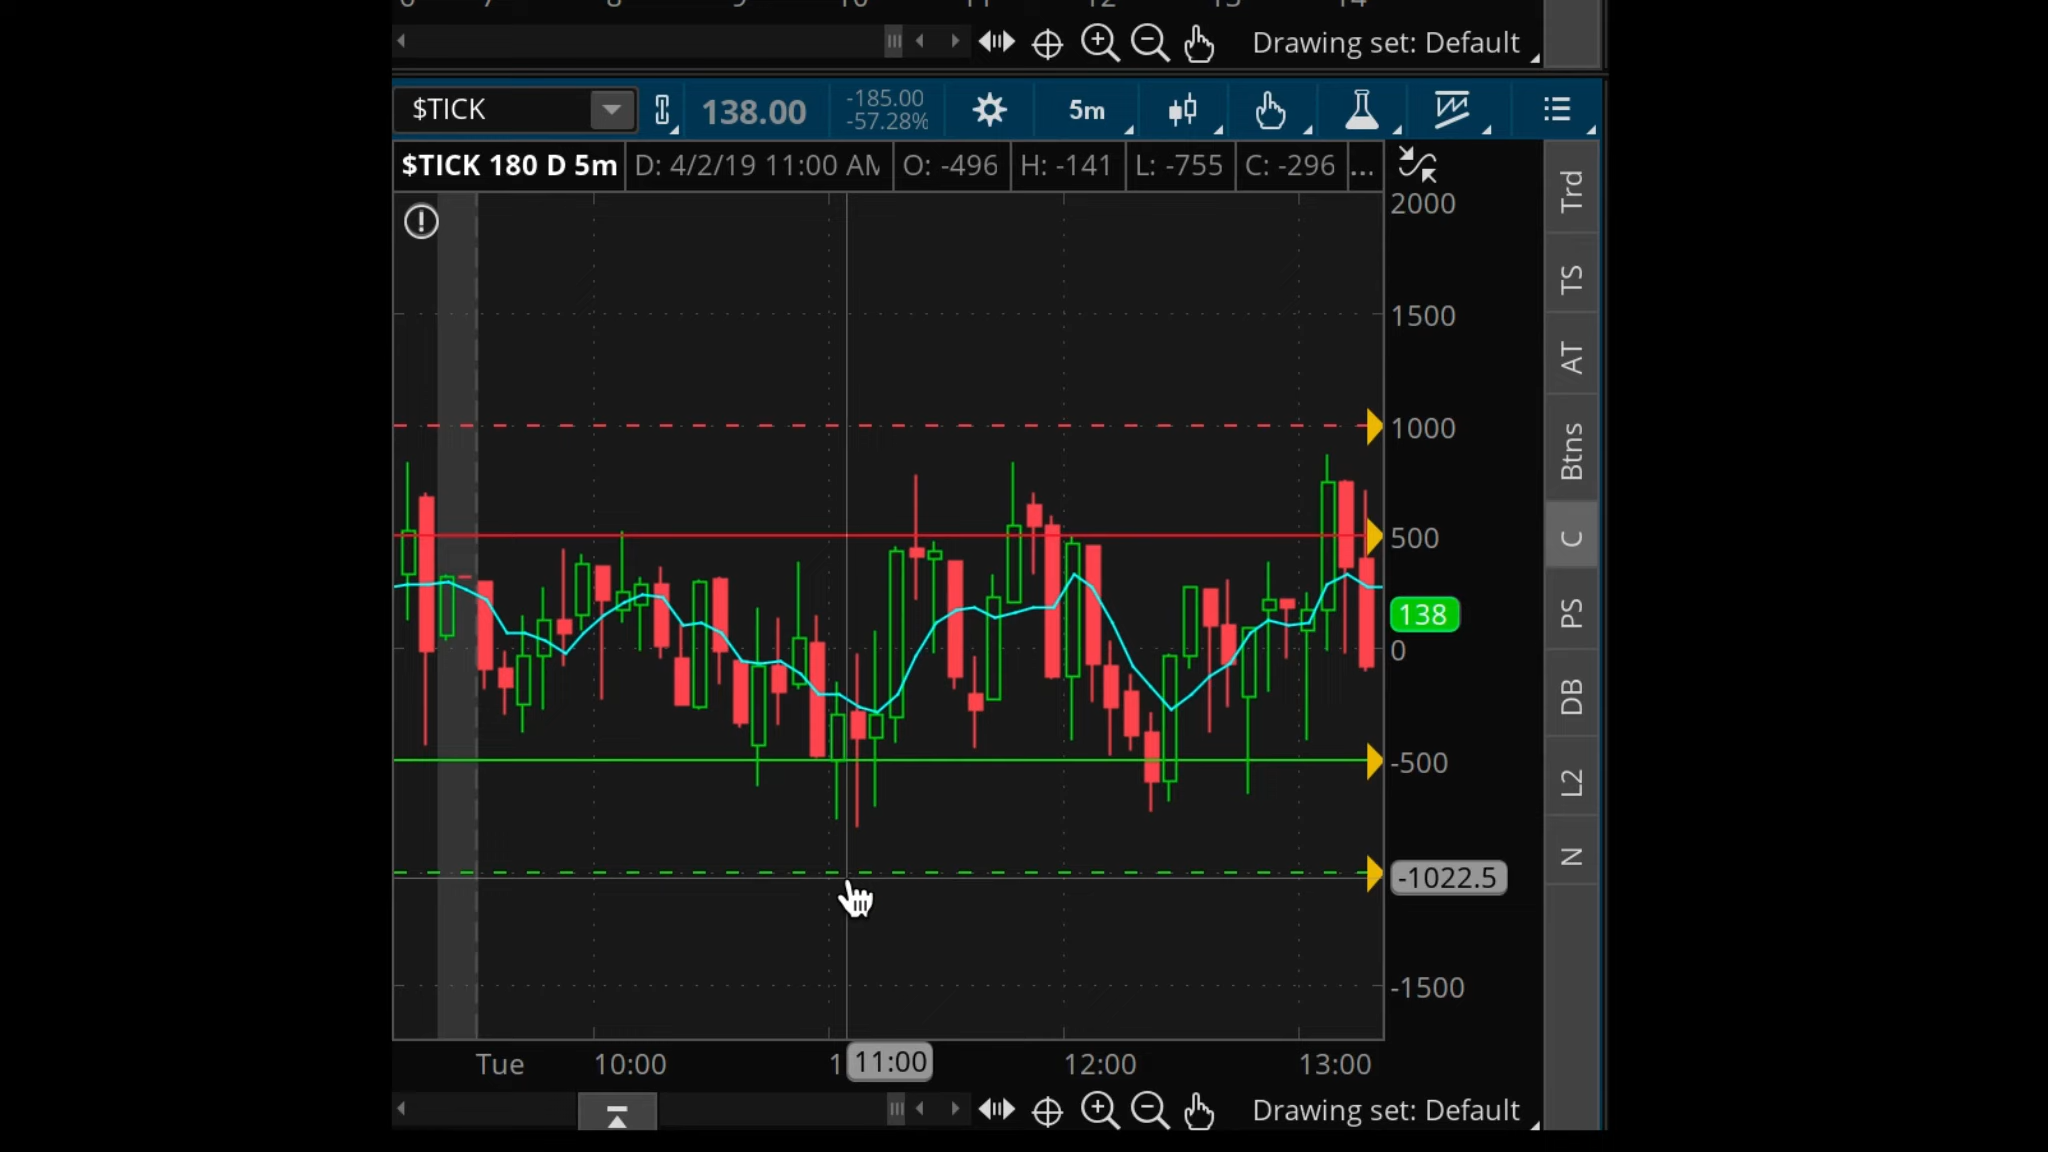 Drawing set: Default
$TICK 138.00 -185.00 -57.28% 5m
$TICK 180 D 5m D: 4/2/19 11:00 O: -496 H: -141 L: -755 C: -296 ...
2000
1500
1000
500
138
0
-500
-1022.5
-1500
Tue 10:00 11:00 12:00 13:00
Drawing set: Default
Trd
TS
AT
Btns
C
PS
DB
L2
N